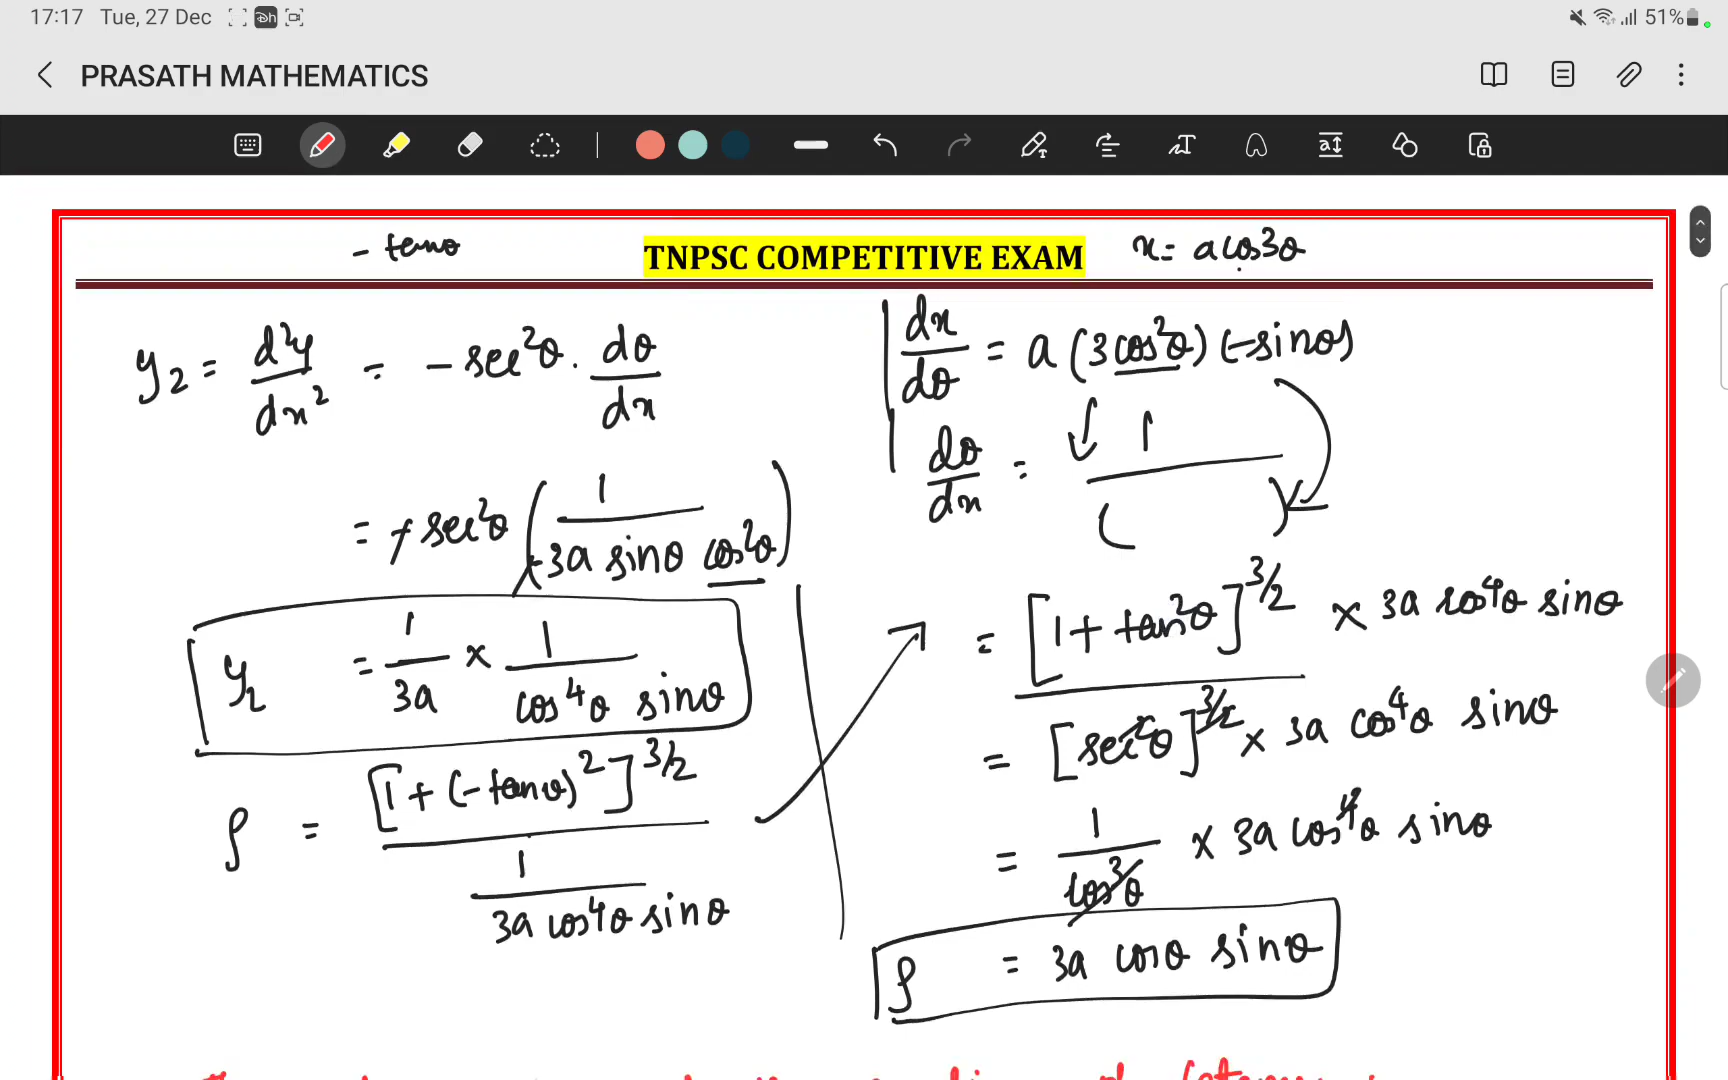 17:17 Tue, 27 Dec
51%
PRASATH MATHEMATICS
- tanθ
TNPSC COMPETITIVE EXAM
x = a cos³θ
y₂ = d²y/dx² = - sec²θ · dθ/dx
= - sec²θ (1/(-3a sinθ cos²θ))
y₂ = 1/3a × 1/(cos⁴θ sinθ)
ρ = [1 + (-tanθ)²]^3/2 / (1/(3a cos⁴θ sinθ))
dx/dθ = a (3 cos²θ) (-sinθ)
dθ/dx = 1/( )
= [1 + tan²θ]^3/2 × 3a cos⁴θ sinθ
= [sec²θ]^3/2 × 3a cos⁴θ sinθ
= 1/cos³θ × 3a cos⁴θ sinθ
ρ = 3a cosθ sinθ